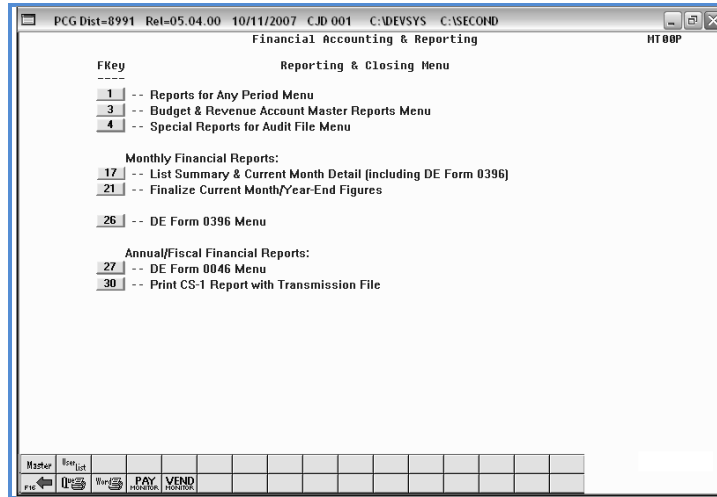 PCG Dist=8991 Rel=05.04.00 10/11/2007 CJD 001 C:\DEVSYS C:\SECOND
Financial Accounting & Reporting MT00P
FKey Reporting & Closing Menu
----
1 -- Reports for Any Period Menu
3 -- Budget & Revenue Account Master Reports Menu
4 -- Special Reports for Audit File Menu
Monthly Financial Reports:
17 -- List Summary & Current Month Detail (including DE Form 0396)
21 -- Finalize Current Month/Year-End Figures
26 -- DE Form 0396 Menu
Annual/Fiscal Financial Reports:
27 -- DE Form 0046 Menu
30 -- Print CS-1 Report with Transmission File
Master User List
F16 Que Word PAY MONITOR VEND MONITOR